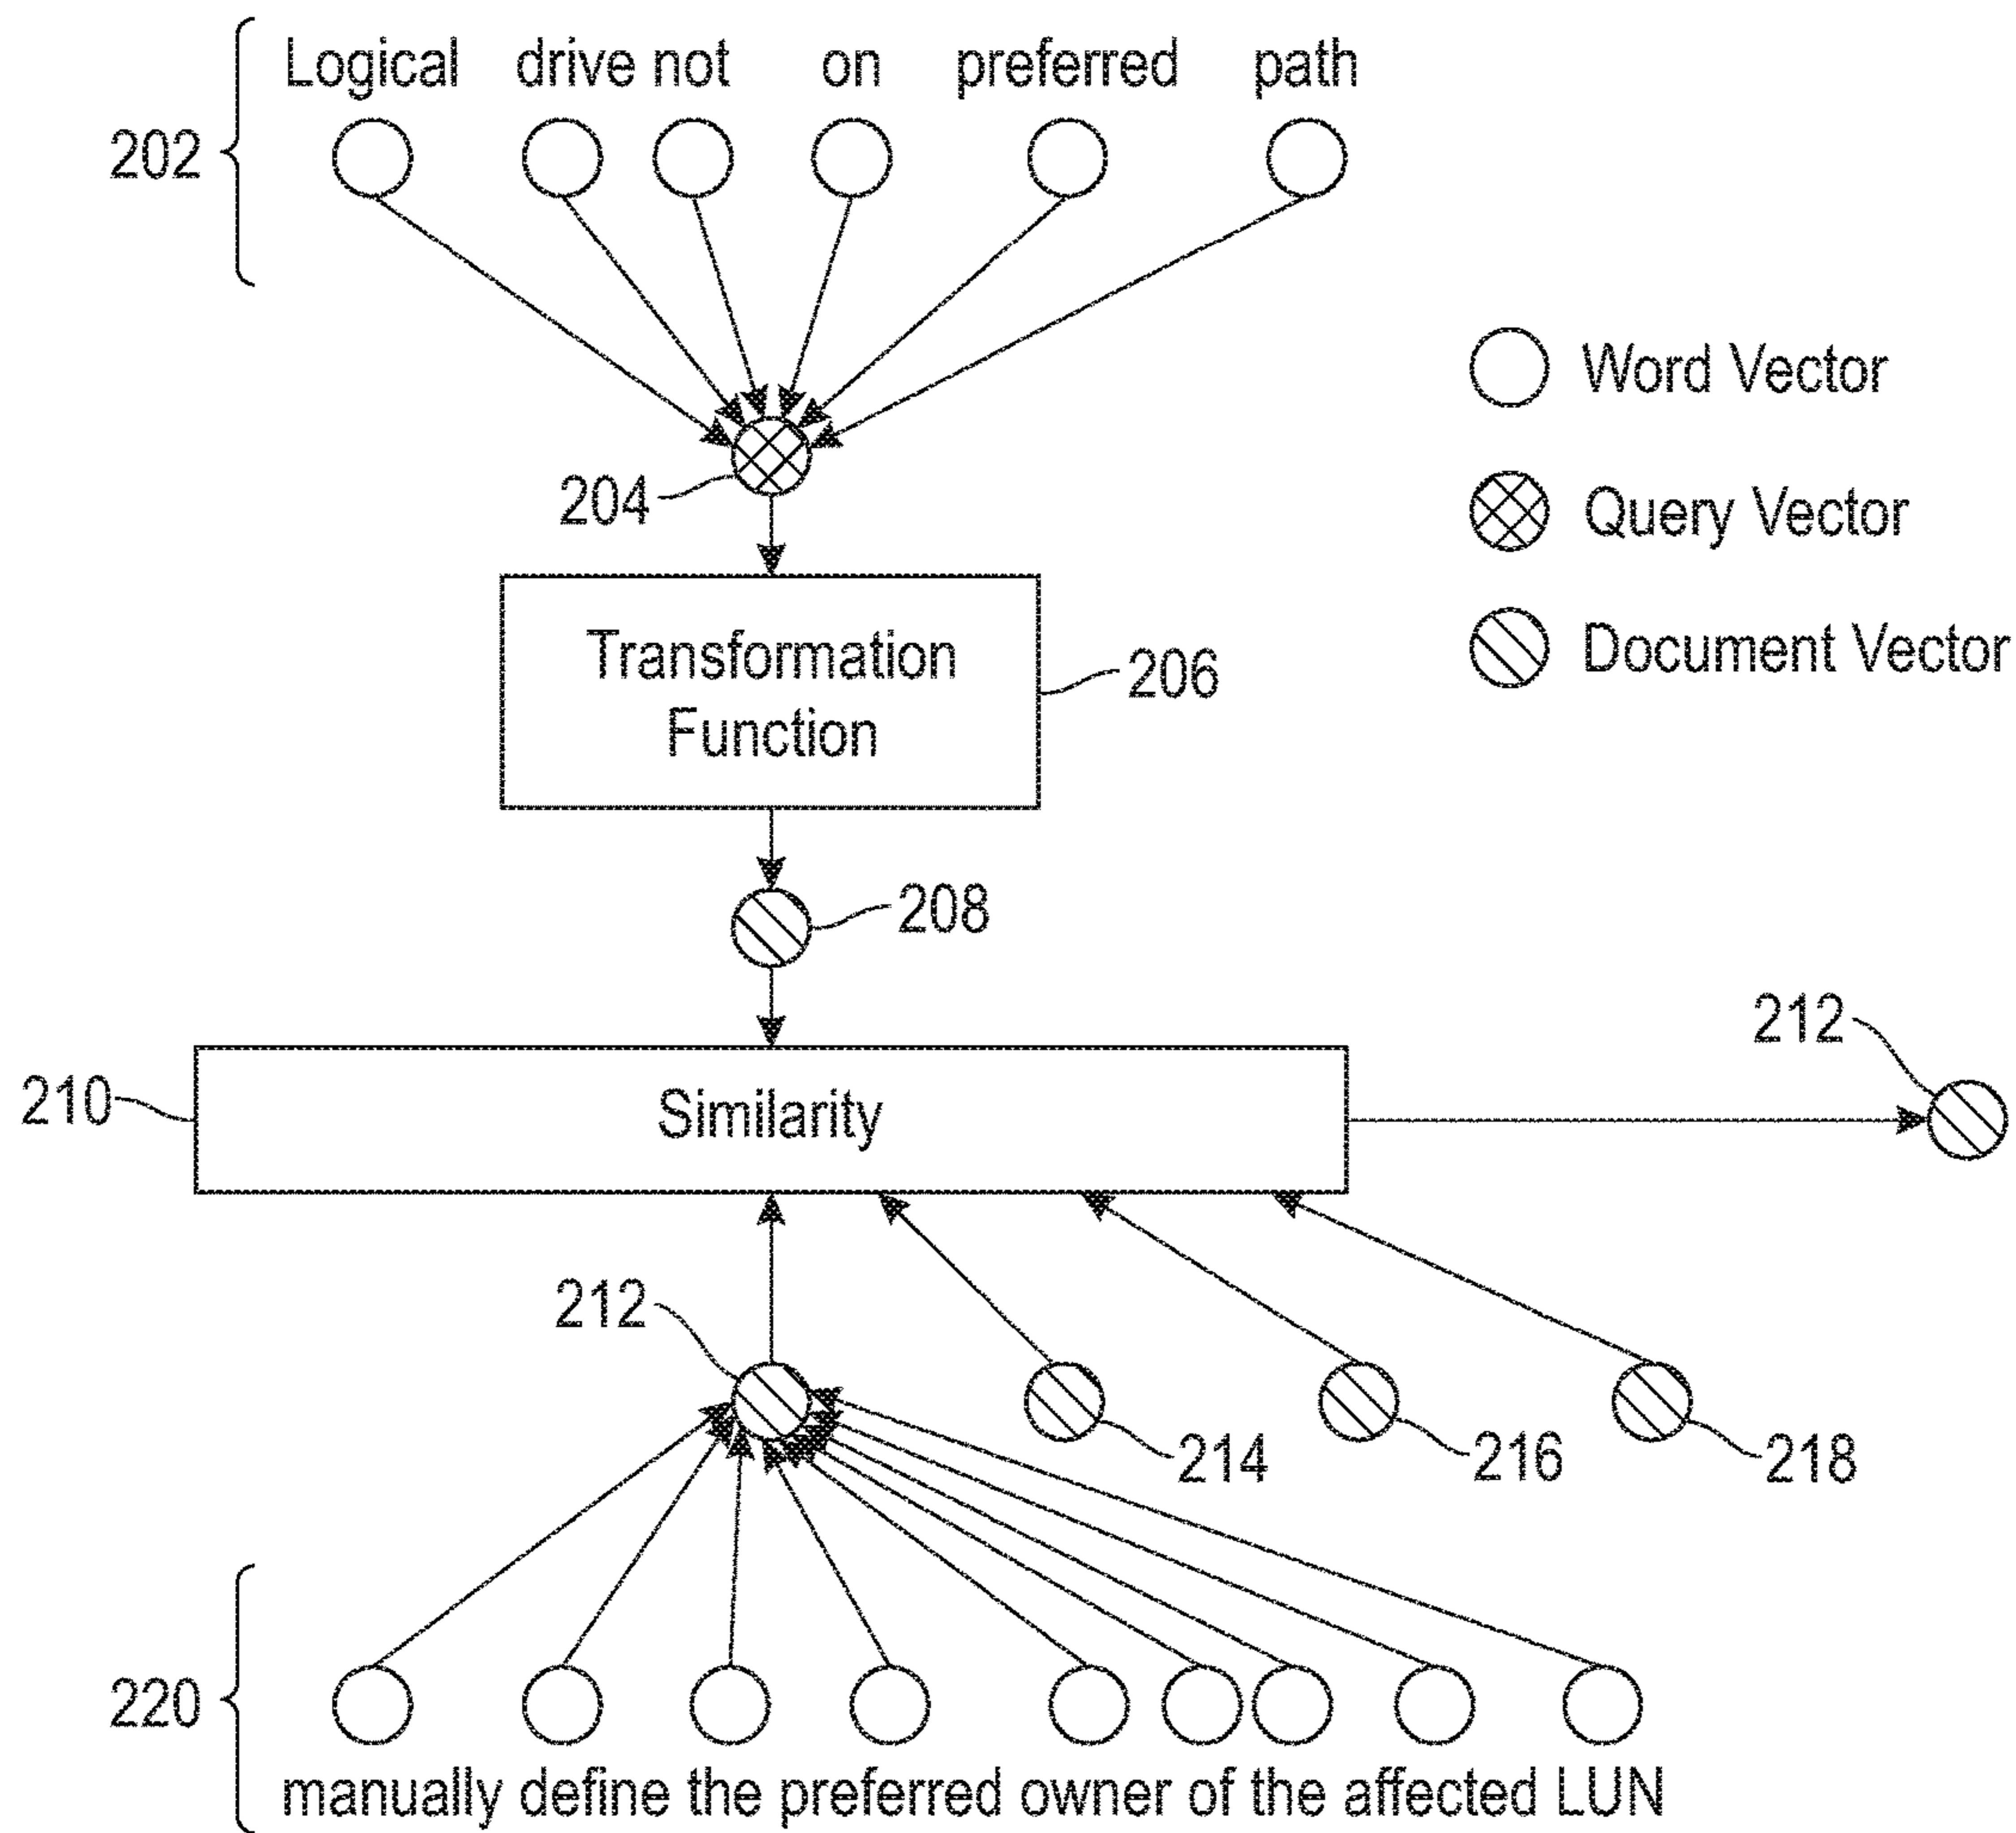 Logical drive not on preferred path
202
204
Word Vector
Query Vector
Document Vector
Transformation
Function
206
208
212
210
Similarity
212
214
216
218
220
manually define the preferred owner of the affected LUN